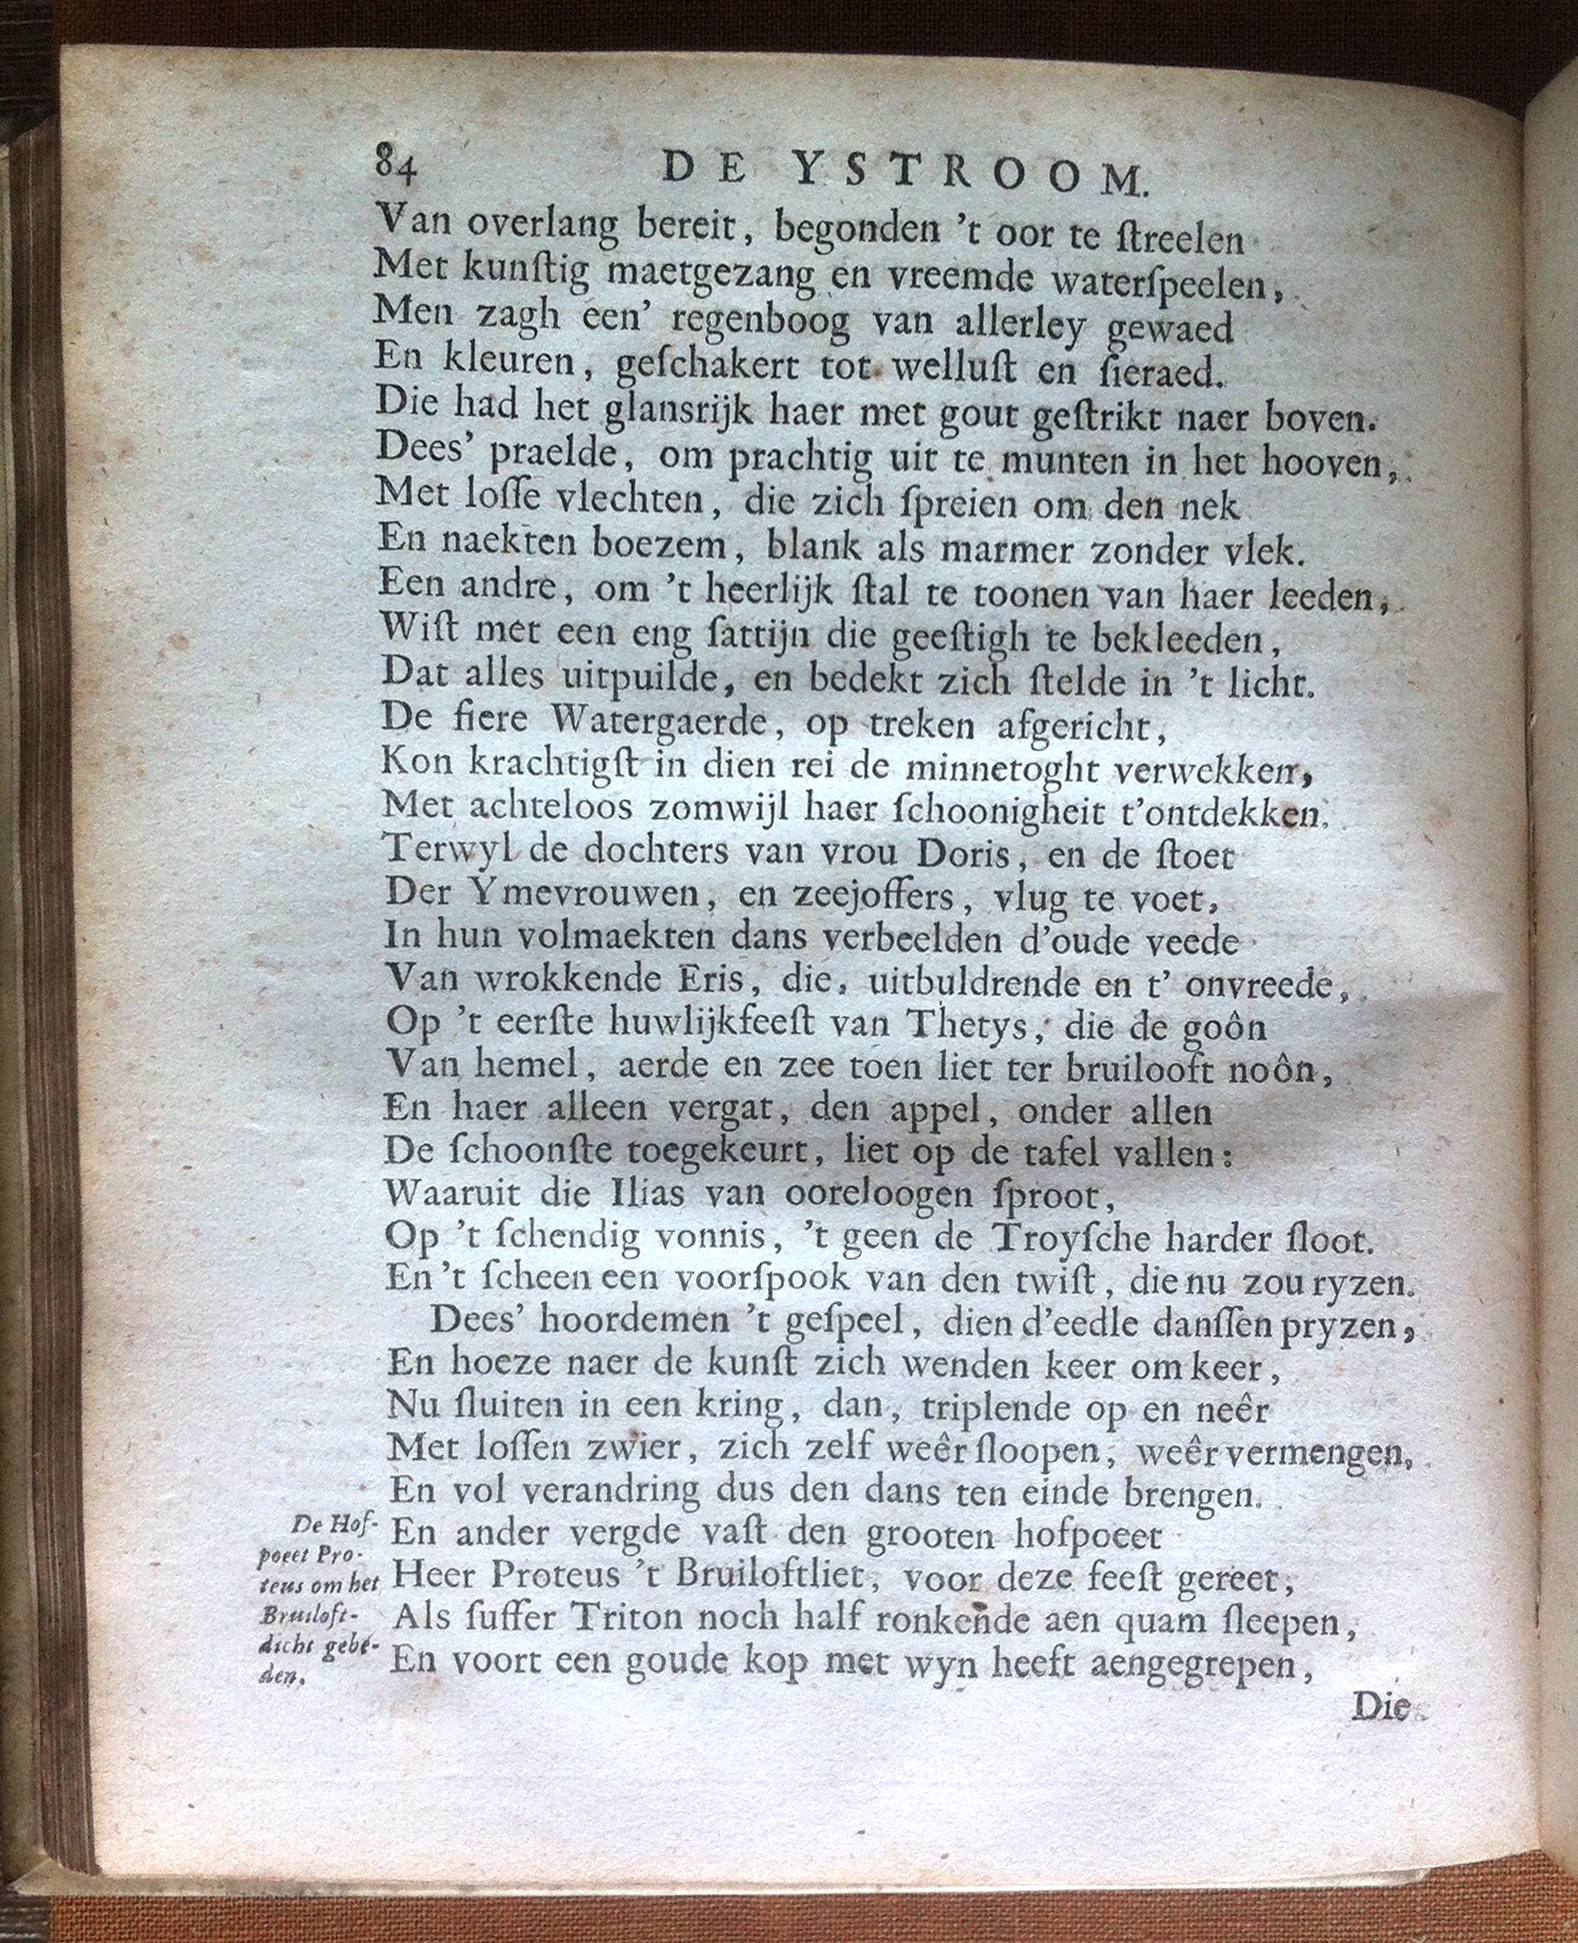 84 DE YSTROOM.
Van overlang bereit, begonden 't oor te ſtreelen
Met kunſtig maetgezang en vreemde waterſpeelen,
Men zagh een' regenboog van allerley gewaed
En kleuren, geſchakert tot welluſt en ſieraed.
Die had het glansrijk haer met gout geſtrikt naer boven.
Dees' praelde, om prachtig uit te munten in het hooven,
Met loſſe vlechten, die zich ſpreien om den nek
En naekten boezem, blank als marmer zonder vlek.
Een andre, om 't heerlijk ſtal te toonen van haer leeden,
Wiſt met een eng ſattijn die geeſtigh te bekleeden,
Dat alles uitpuilde, en bedekt zich ſtelde in 't licht.
De fiere Watergaerde, op treken afgericht,
Kon krachtigſt in dien rei de minnetoght verwekken,
Met achteloos zomwijl haer ſchoonigheit t'ontdekken.
Terwyl de dochters van vrou Doris, en de ſtoet
Der Ymevrouwen, en zeejoffers, vlug te voet,
In hun volmaekten dans verbeelden d'oude veede
Van wrokkende Eris, die, uitbuldrende en t' onvreede,
Op 't eerſte huwlijkfeeſt van Thetys, die de goôn
Van hemel, aerde en zee toen liet ter bruilooft noôn,
En haer alleen vergat, den appel, onder allen
De ſchoonſte toegekeurt, liet op de tafel vallen:
Waaruit die Ilias van ooreloogen ſproot,
Op 't ſchendig vonnis, 't geen de Troyſche harder ſloot.
En 't ſcheen een voorſpook van den twiſt, die nu zou ryzen.
Dees' hoordemen 't geſpeel, dien d'eedle danſſen pryzen,
En hoeze naer de kunſt zich wenden keer om keer,
Nu ſluiten in een kring, dan, triplende op en neêr
Met loſſen zwier, zich zelf weêr ſloopen, weêr vermengen,
En vol verandring dus den dans ten einde brengen.
En ander vergde vaſt den grooten hofpoeet
Heer Proteus 't Bruiloftliet, voor deze feeſt gereet,
Als ſuffer Triton noch half ronkende aen quam ſleepen,
En voort een goude kop met wyn heeft aengegrepen,
De Hof-
poeet Pro-
teus om het
Bruiloft-
dicht gebé-
den.
Die